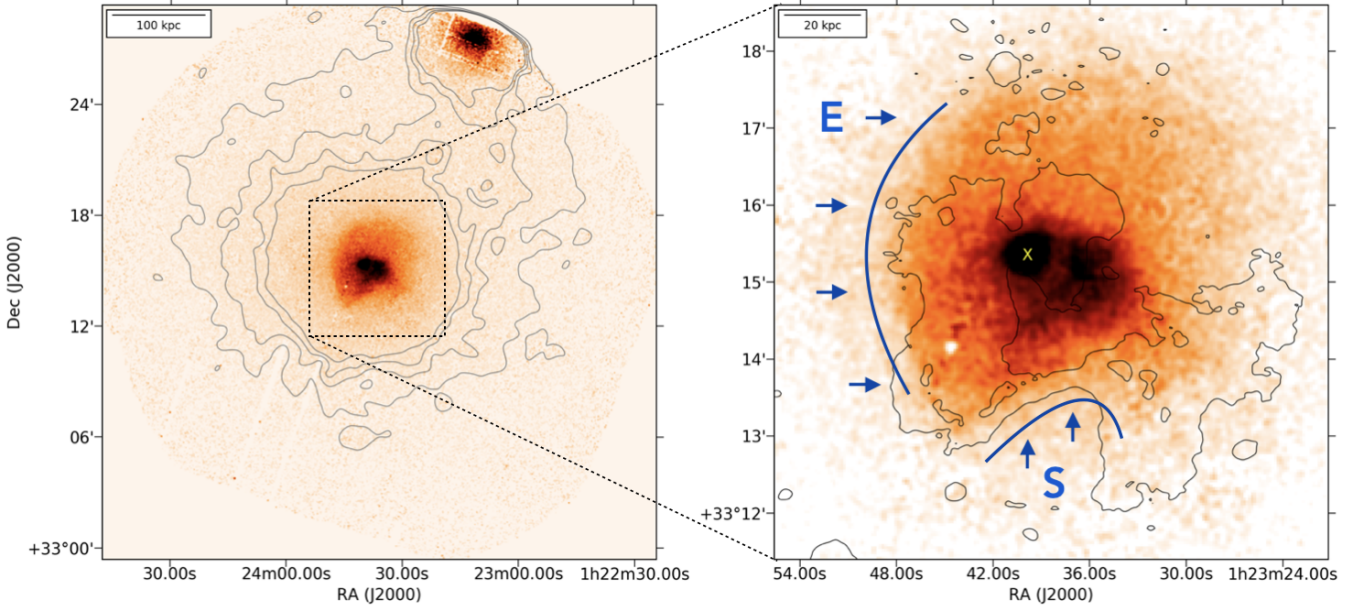 100 kpc
24'
18'
12'
06'
+33°00'
Dec (J2000)
30.00s 24m00.00s 30.00s 23m00.00s 1h22m30.00s
RA (J2000)
20 kpc
18'
17'
16'
15'
14'
13'
+33°12'
E
X
S
54.00s 48.00s 42.00s 36.00s 30.00s 1h23m24.00s
RA (J2000)